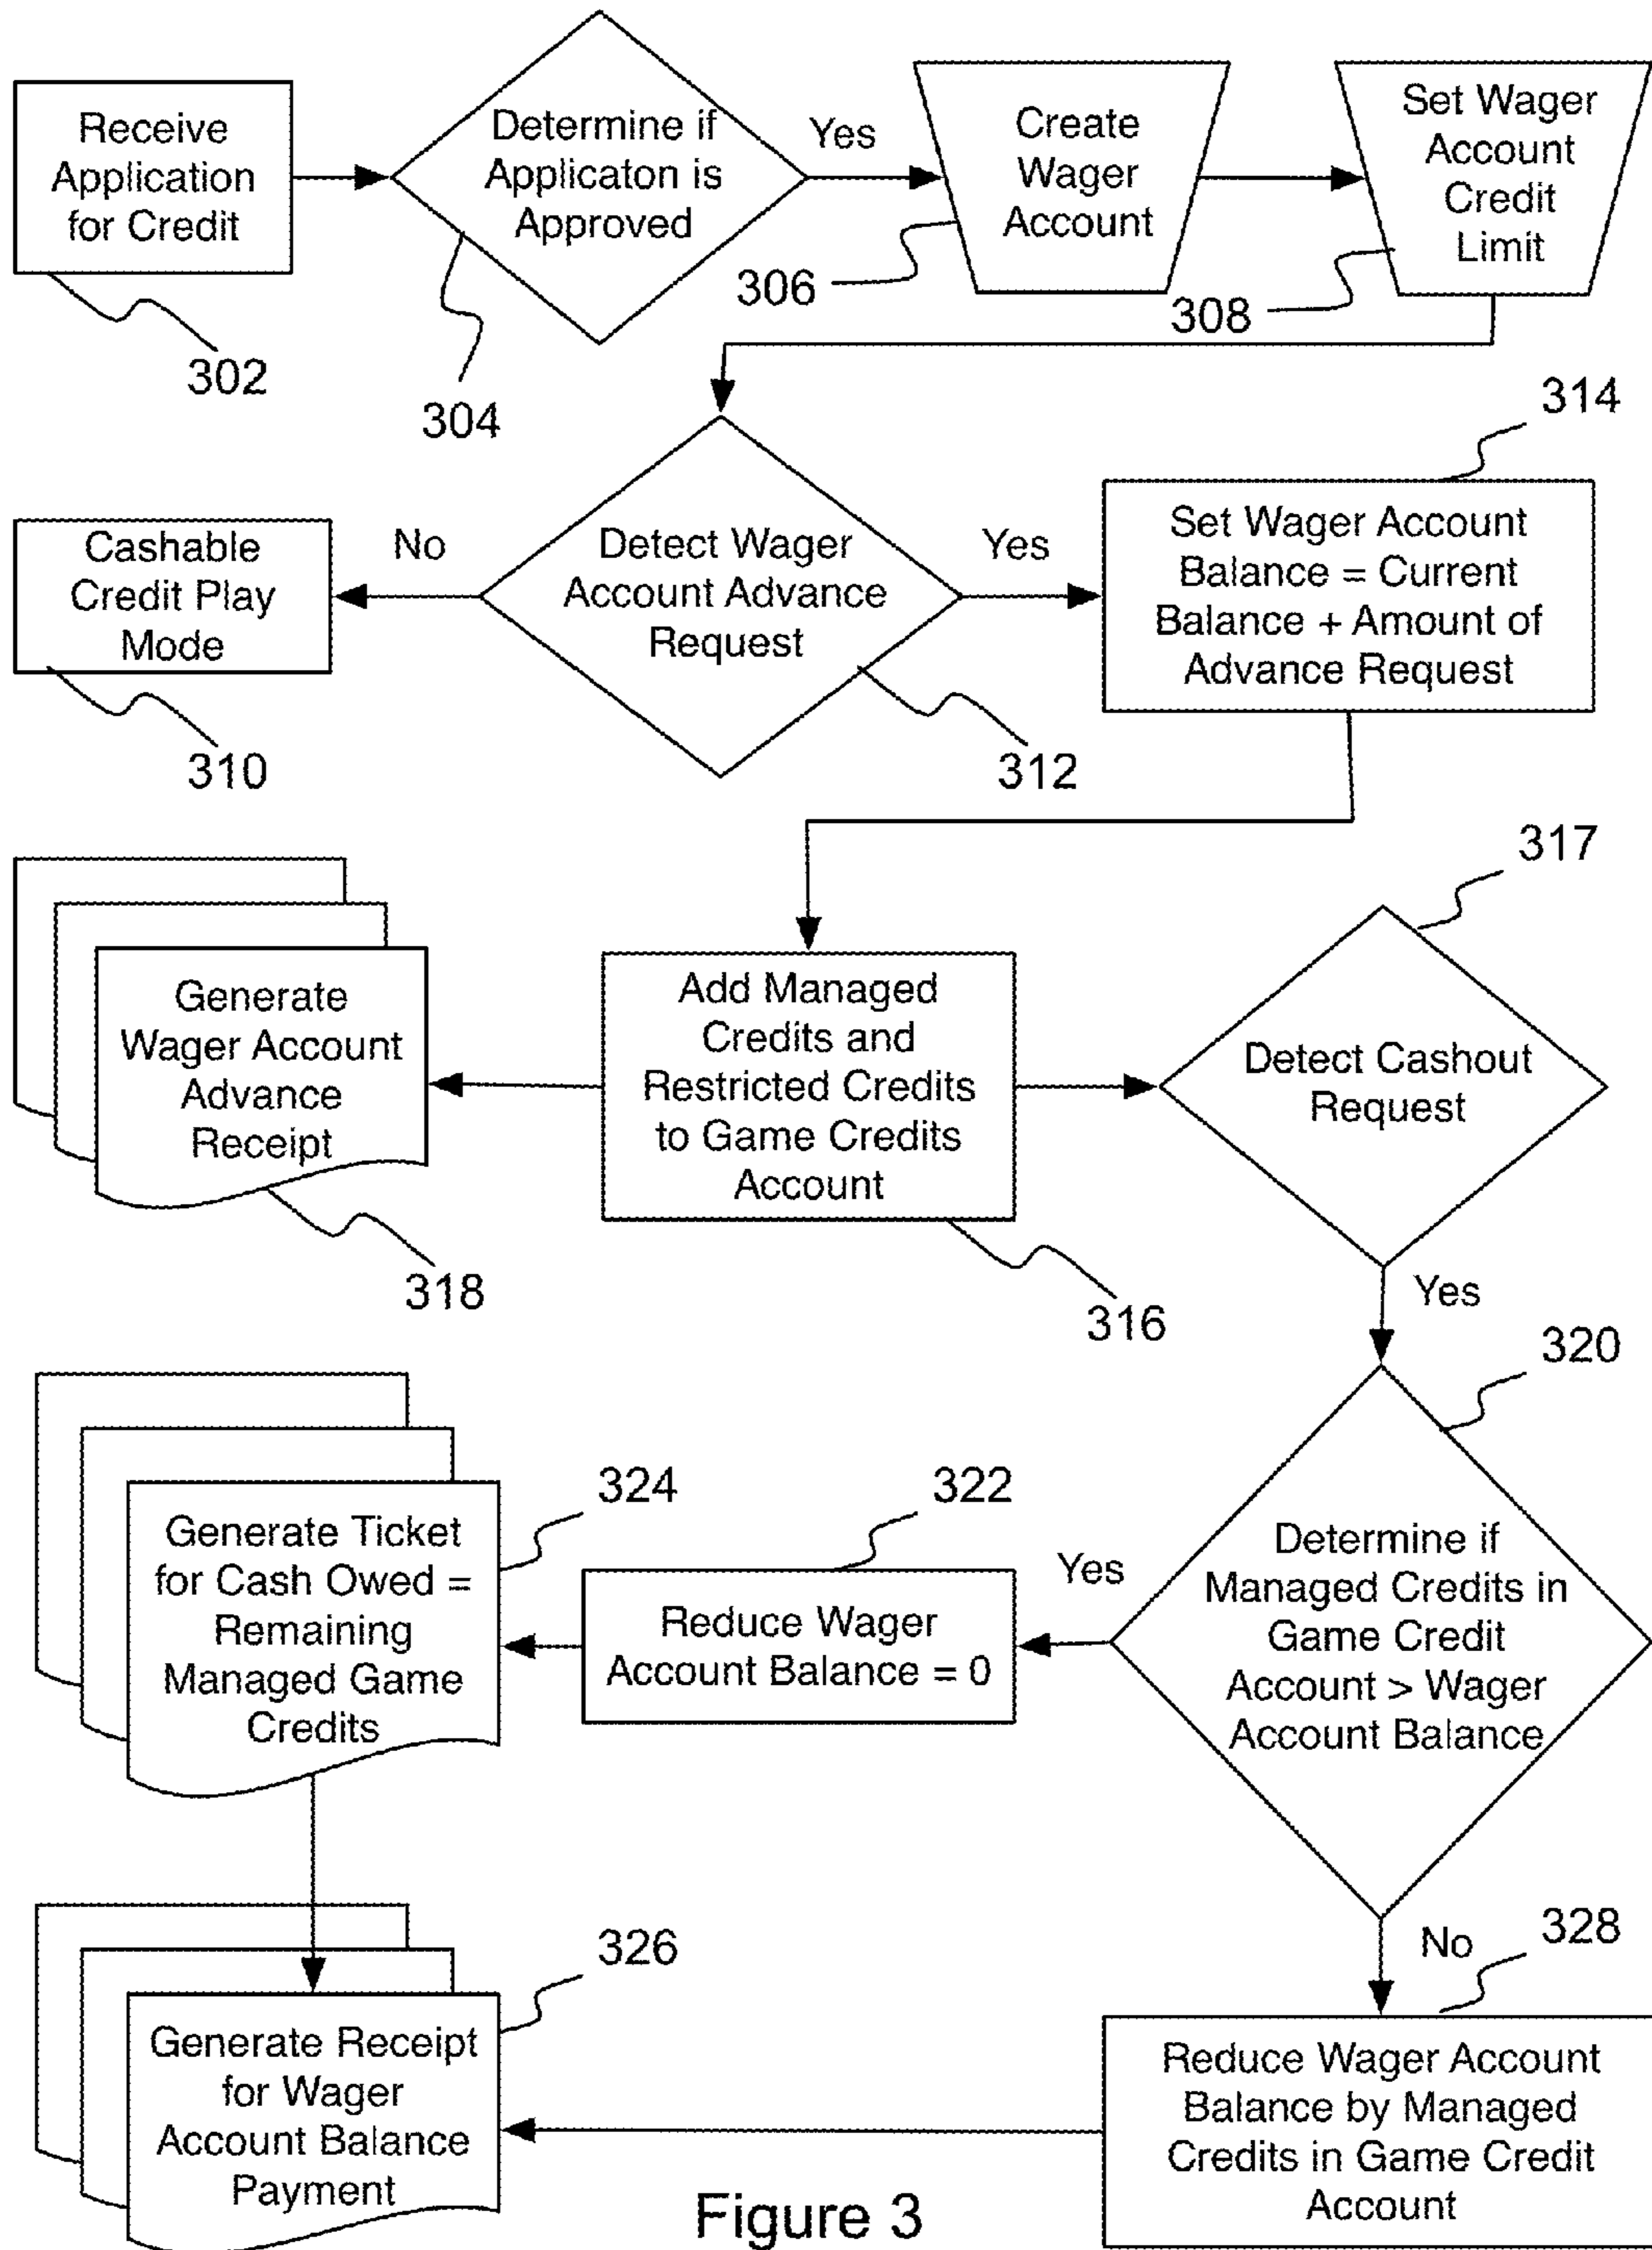 Receive
Application
for Credit
302
Determine if
Applicaton is
Approved
304
Yes
Create
Wager
Account
306
Set Wager
Account
Credit
Limit
308
Cashable
Credit Play
Mode
310
No
Detect Wager
Account Advance
Request
312
Yes
314
Set Wager Account
Balance = Current
Balance + Amount of
Advance Request
Generate
Wager Account
Advance
Receipt
318
Add Managed
Credits and
Restricted Credits
to Game Credits
Account
316
317
Detect Cashout
Request
Yes
320
Determine if
Managed Credits in
Game Credit
Account > Wager
Account Balance
Yes
322
Reduce Wager
Account Balance = 0
324
Generate Ticket
for Cash Owed =
Remaining
Managed Game
Credits
326
Generate Receipt
for Wager
Account Balance
Payment
No
328
Reduce Wager Account
Balance by Managed
Credits in Game Credit
Account
Figure 3